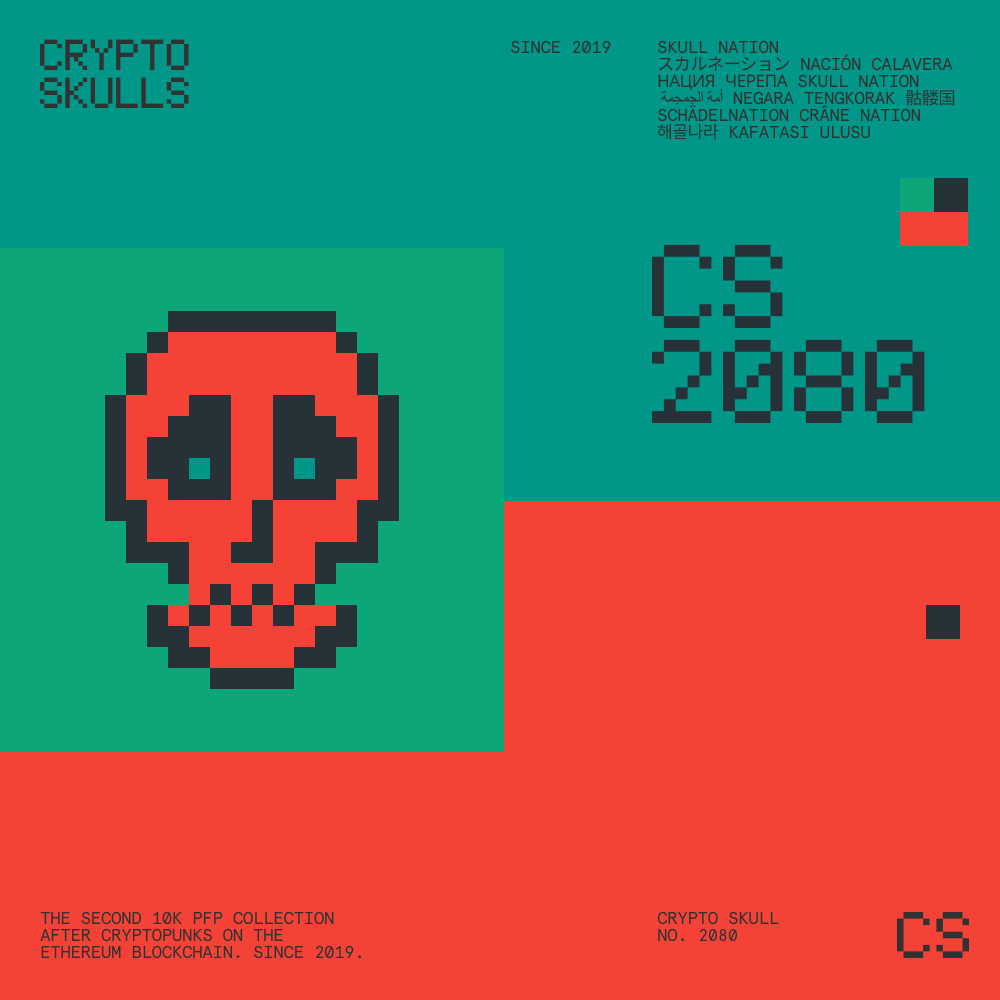 CRYPTO
SKULLS
SINCE 2019
SKULL NATION
スカルネーション NACIÓN CALAVERA
НАЦИЯ ЧЕРЕПА SKULL NATION
أمة الجمجمة NEGARA TENGKORAK 骷髅国
SCHÄDELNATION CRÂNE NATION
해골나라 KAFATASI ULUSU
CS
2080
THE SECOND 10K PFP COLLECTION
AFTER CRYPTOPUNKS ON THE
ETHEREUM BLOCKCHAIN. SINCE 2019.
CRYPTO SKULL
NO. 2080
CS